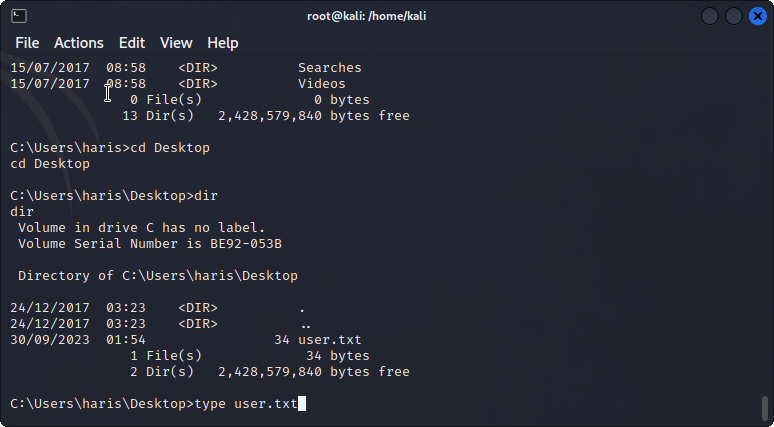 root@kali: /home/kali
File Actions Edit View Help
15/07/2017  08:58    <DIR>          Searches
15/07/2017  08:58    <DIR>          Videos
               0 File(s)              0 bytes
              13 Dir(s)   2,428,579,840 bytes free
C:\Users\haris>cd Desktop
cd Desktop
C:\Users\haris\Desktop>dir
dir
 Volume in drive C has no label.
 Volume Serial Number is BE92-053B
 Directory of C:\Users\haris\Desktop
24/12/2017  03:23    <DIR>          .
24/12/2017  03:23    <DIR>          ..
30/09/2023  01:54                34 user.txt
               1 File(s)             34 bytes
               2 Dir(s)   2,428,579,840 bytes free
C:\Users\haris\Desktop>type user.txt